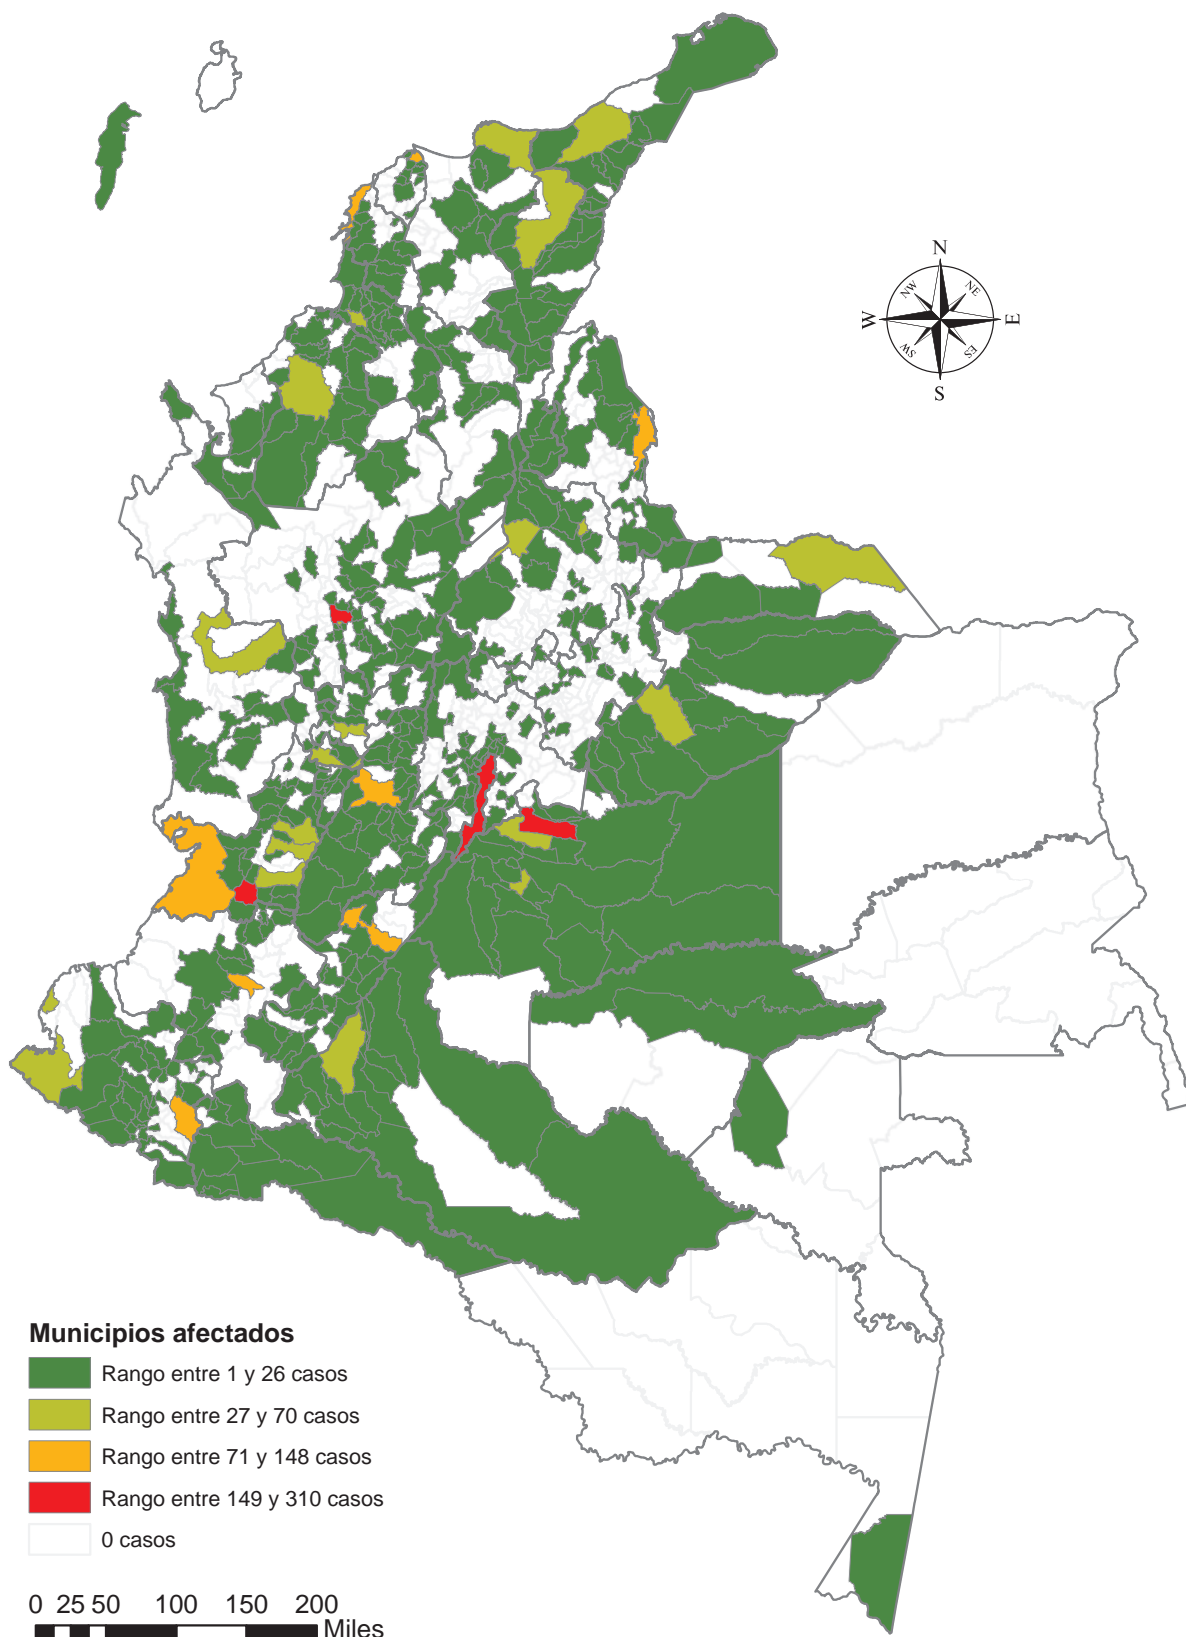 N
NW
NE
W
E
SW
ES
S
Municipios afectados
Rango entre 1 y 26 casos
Rango entre 27 y 70 casos
Rango entre 71 y 148 casos
Rango entre 149 y 310 casos
0 casos
0 25 50 100 150 200
Miles